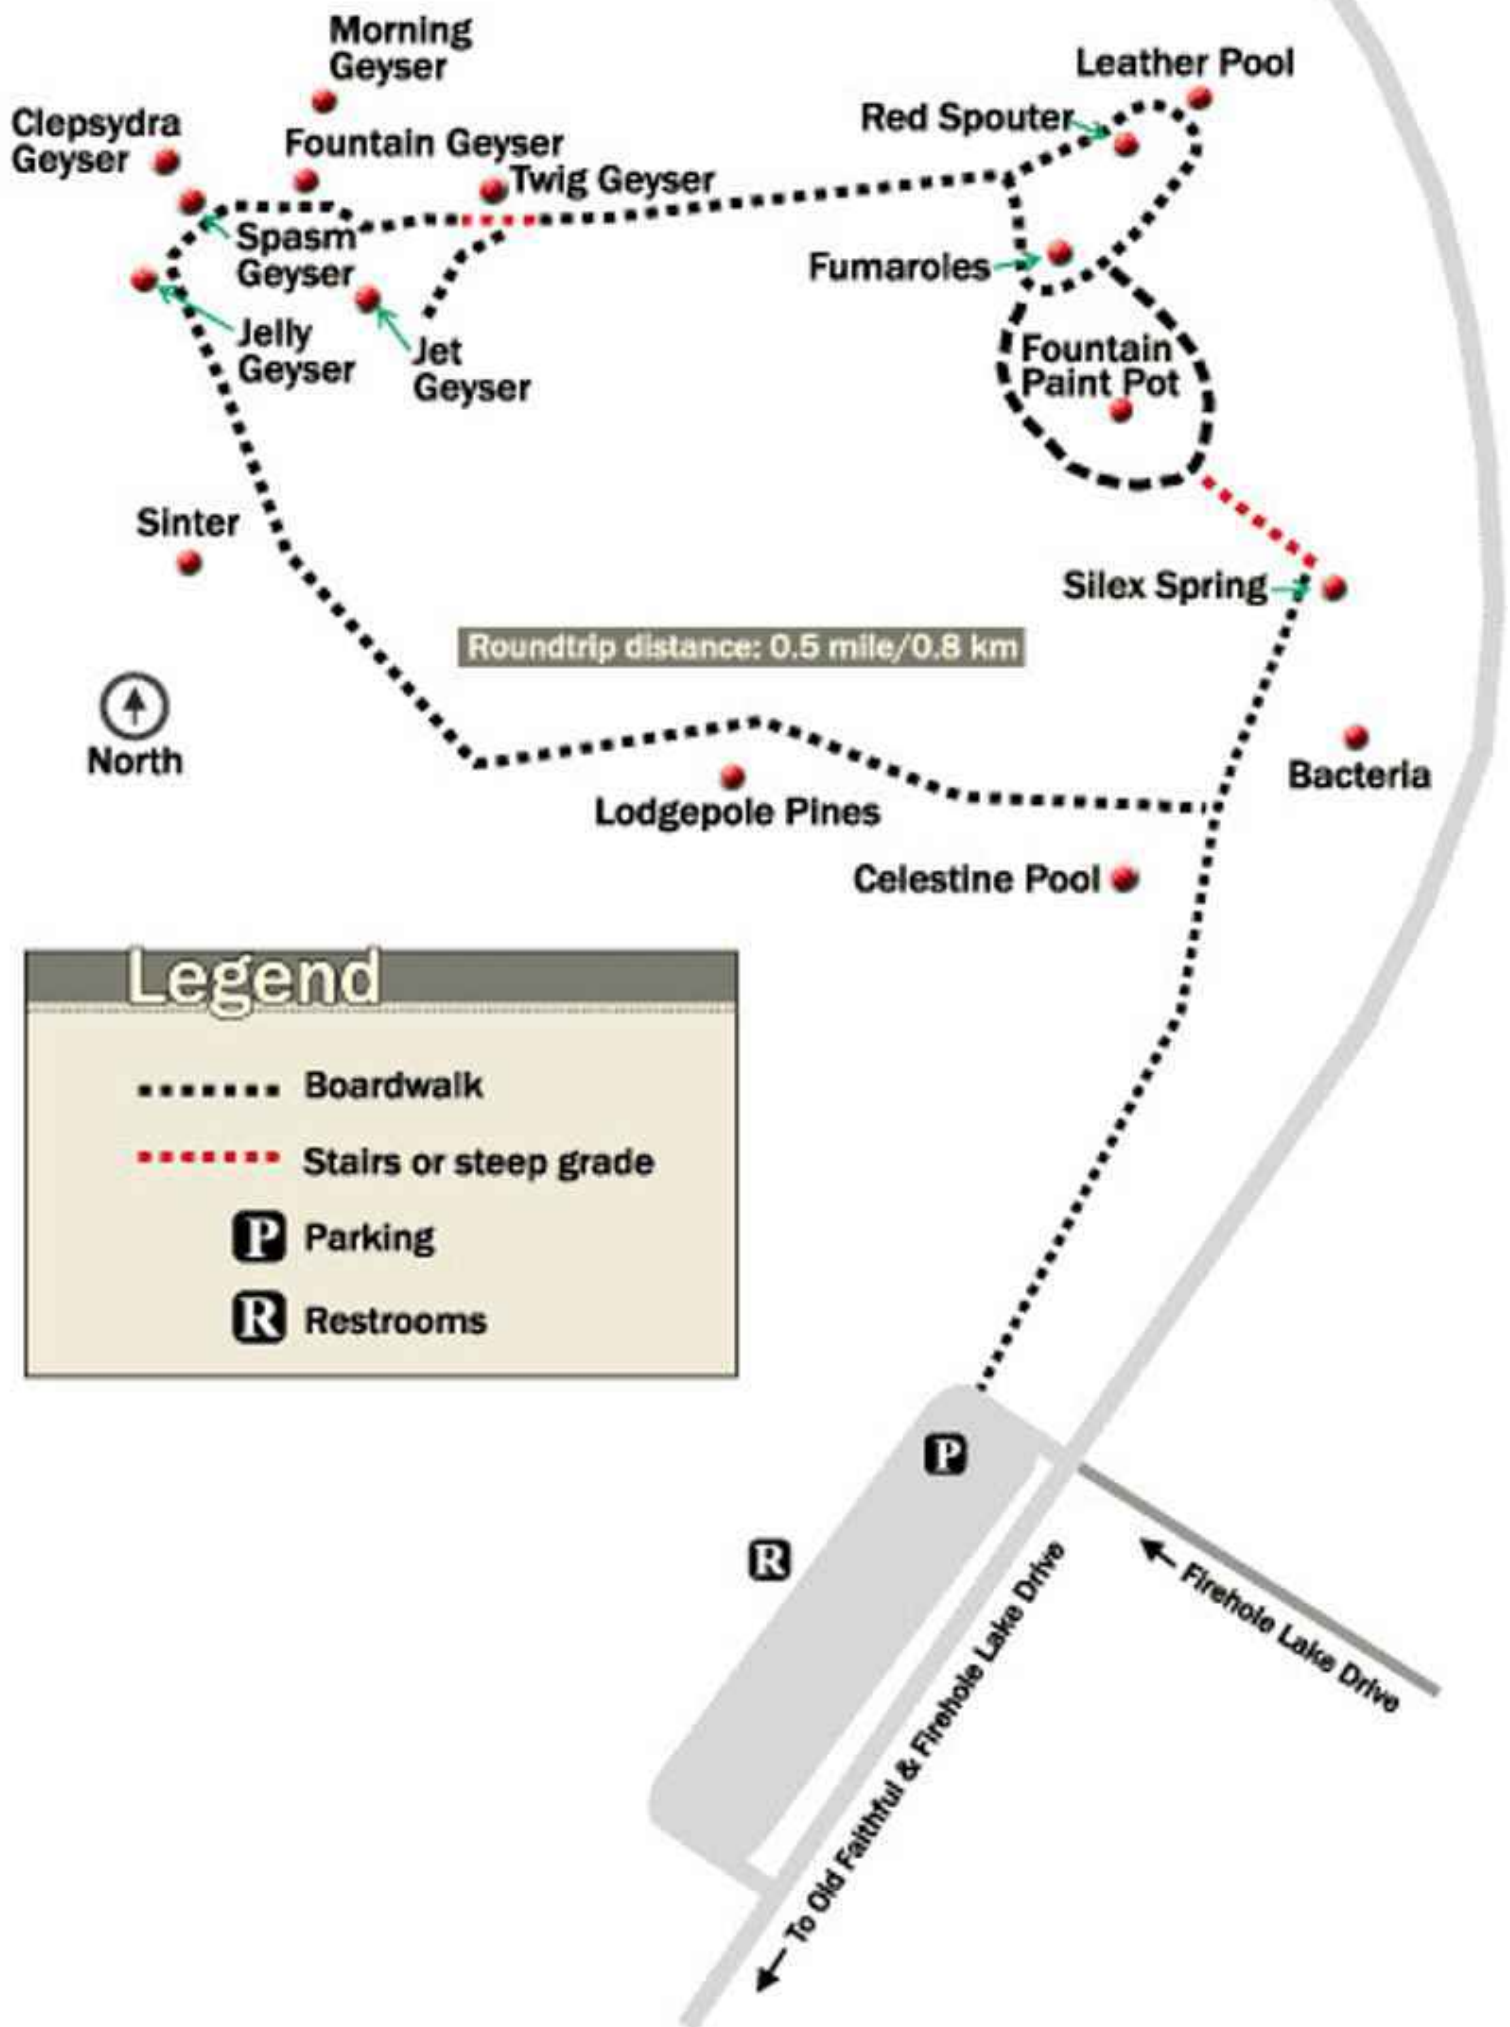 Morning
Geyser
Leather Pool
Clepsydra
Geyser
Red Spouter
Fountain Geyser
Twig Geyser
Spasm
Geyser
Fumaroles
Jelly
Geyser
Jet
Geyser
Fountain
Paint Pot
Sinter
Silex Spring
Roundtrip distance: 0.5 mile/0.8 km
North
Bacteria
Lodgepole Pines
Celestine Pool
Legend
Boardwalk
Stairs or steep grade
P Parking
R Restrooms
P
R
Firehole Lake Drive
To Old Faithful & Firehole Lake Drive